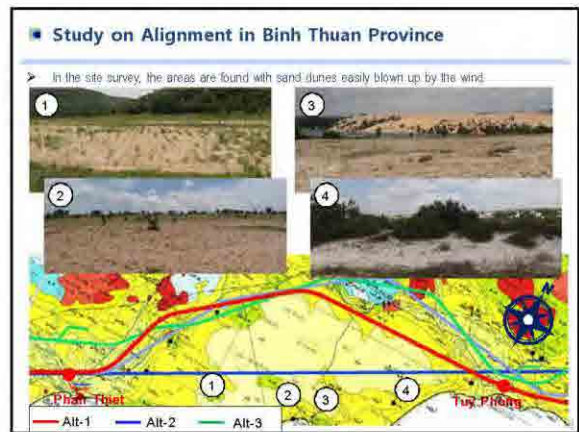 Study on Alignment in Binh Thuan Province
In the site survey, the areas are found with sand dunes easily blown up by the wind
1
3
2
4
N
1
2
3
4
Phan Thiet
Tuy Phong
Alt-1
Alt-2
Alt-3